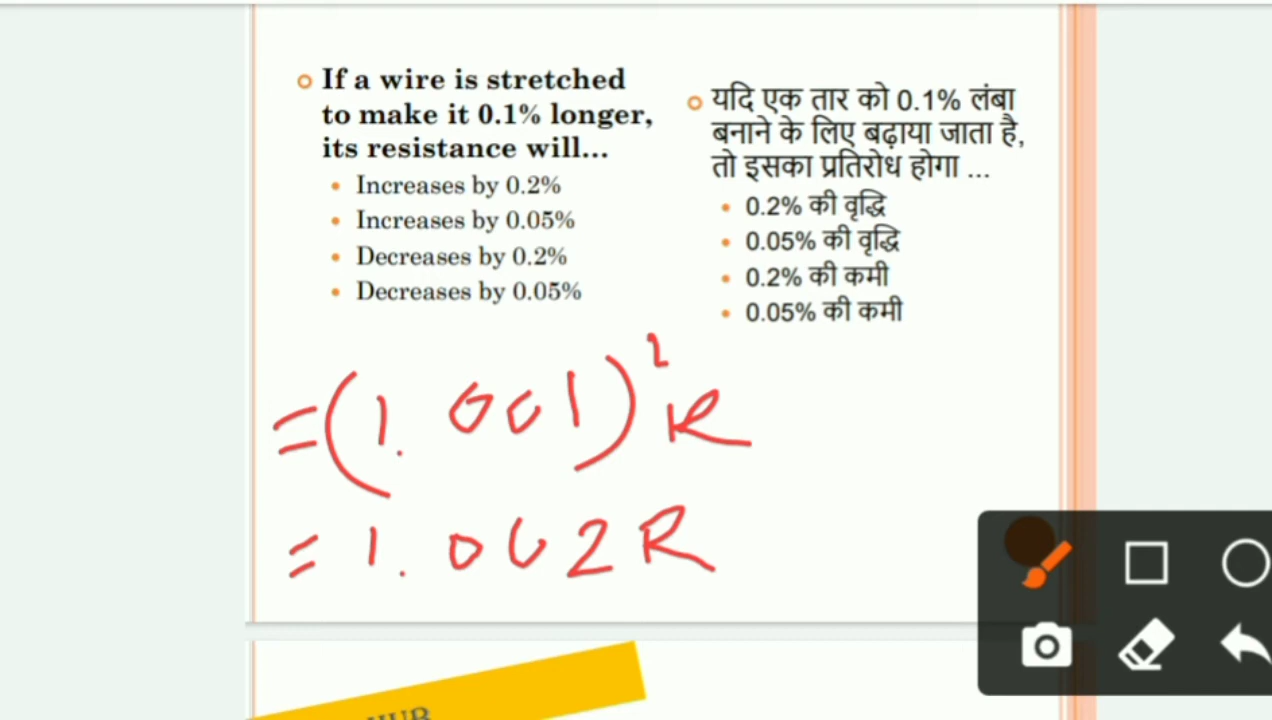 If a wire is stretched
to make it 0.1% longer,
its resistance will...
Increases by 0.2%
Increases by 0.05%
Decreases by 0.2%
Decreases by 0.05%
यदि एक तार को 0.1% लंबा
बनाने के लिए बढ़ाया जाता है,
तो इसका प्रतिरोध होगा ...
0.2% की वृद्धि
0.05% की वृद्धि
0.2% की कमी
0.05% की कमी
=(1.001)²R
=1.002R